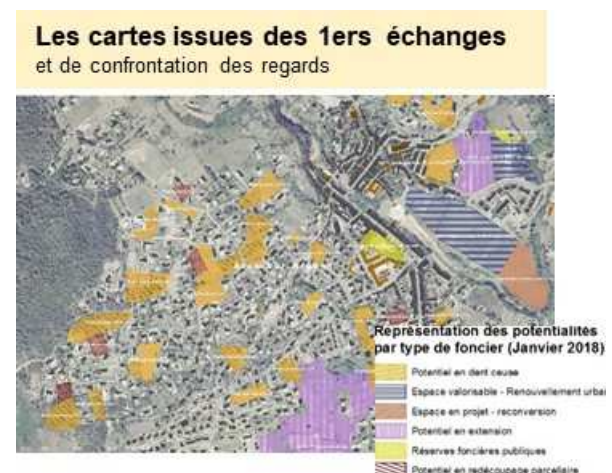 Les cartes issues des 1ers échanges
et de confrontation des regards
Représentation des potentialités
par type de foncier (Janvier 2018)
Potentiel en dent creuse
Espace valorisable - Renouvellement urbai
Espace en projet - reconversion
Potentiel en extension
Réserves foncières publiques
Potentiel en redécoupage parcellaire